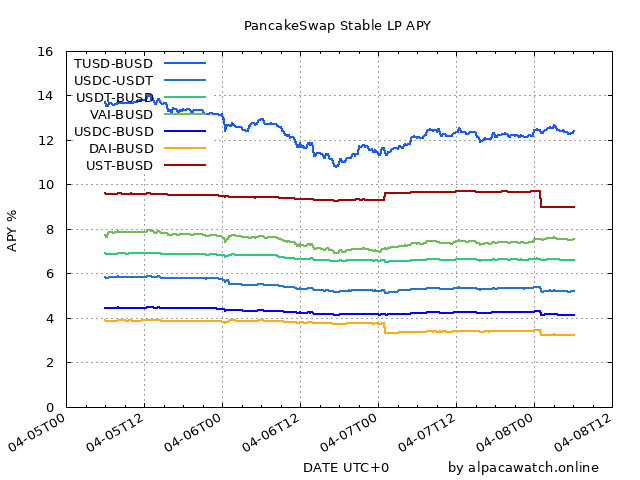 PancakeSwap Stable LP APY
16
14
12
10
8
6
4
2
0
APY %
TUSD-BUSD
USDC-USDT
USDT-BUSD
VAI-BUSD
USDC-BUSD
DAI-BUSD
UST-BUSD
04-05T00
04-05T12
04-06T00
04-06T12
04-07T00
04-07T12
04-08T00
04-08T12
DATE UTC+0
by alpacawatch.online